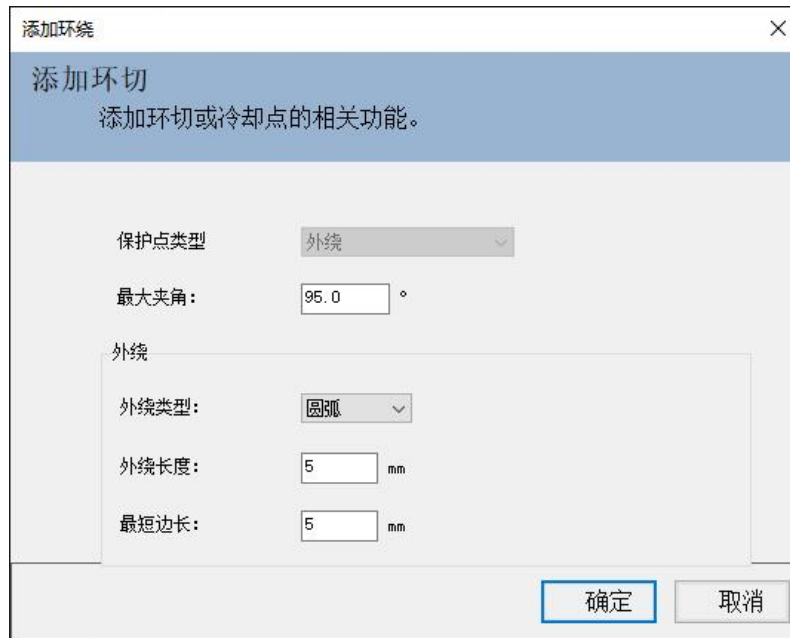 添加环绕
添加环切
添加环切或冷却点的相关功能。
保护点类型 外绕
最大夹角: 95.0 °
外绕
外绕类型: 圆弧
外绕长度: 5 mm
最短边长: 5 mm
确定 取消